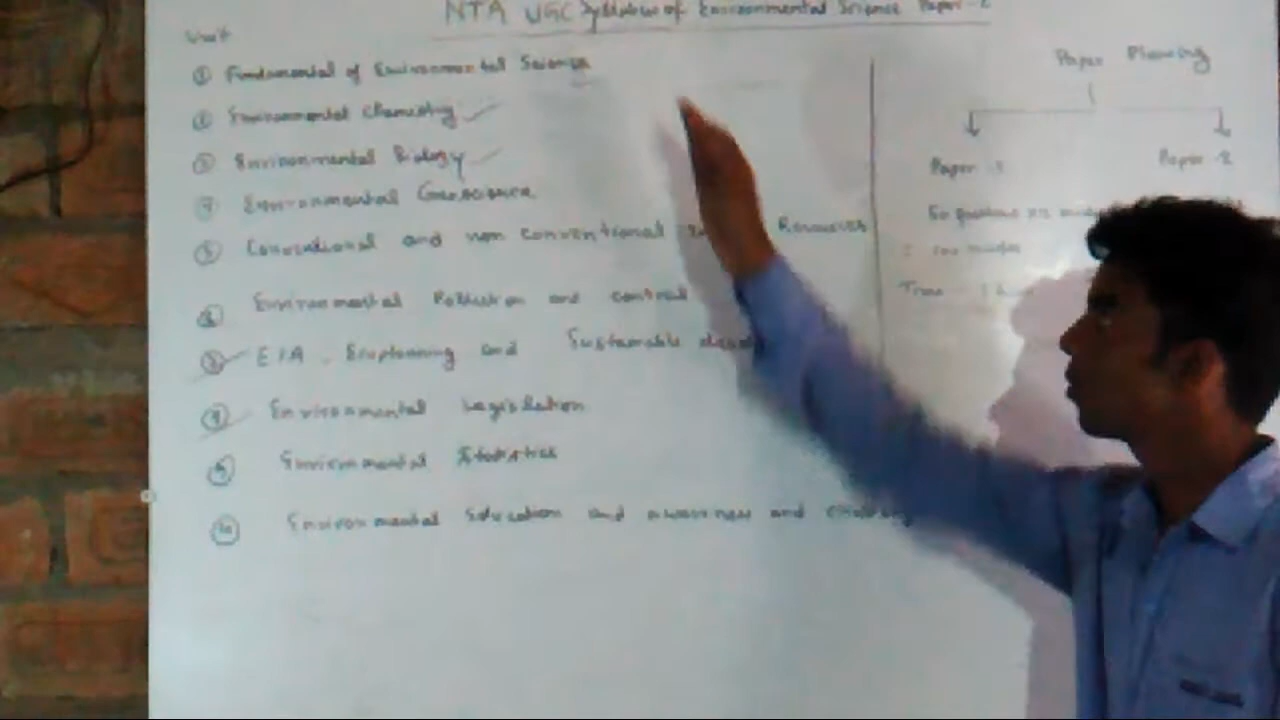 NTA UGC Syllabus of Environmental Science Paper-2
Unit
① Fundamental of Environmental Science
② Environmental Chemistry
③ Environmental Biology
④ Environmental Geoscience
⑤ Conventional and non conventional Resources
⑥ Environmental Pollution and control
⑦ EIA. and Sustainable
⑧ Environmental Legislation
⑨ Environmental Statistics
⑩ Environmental Education and awareness and
Paper Planning
Paper 1
Paper 2
Time